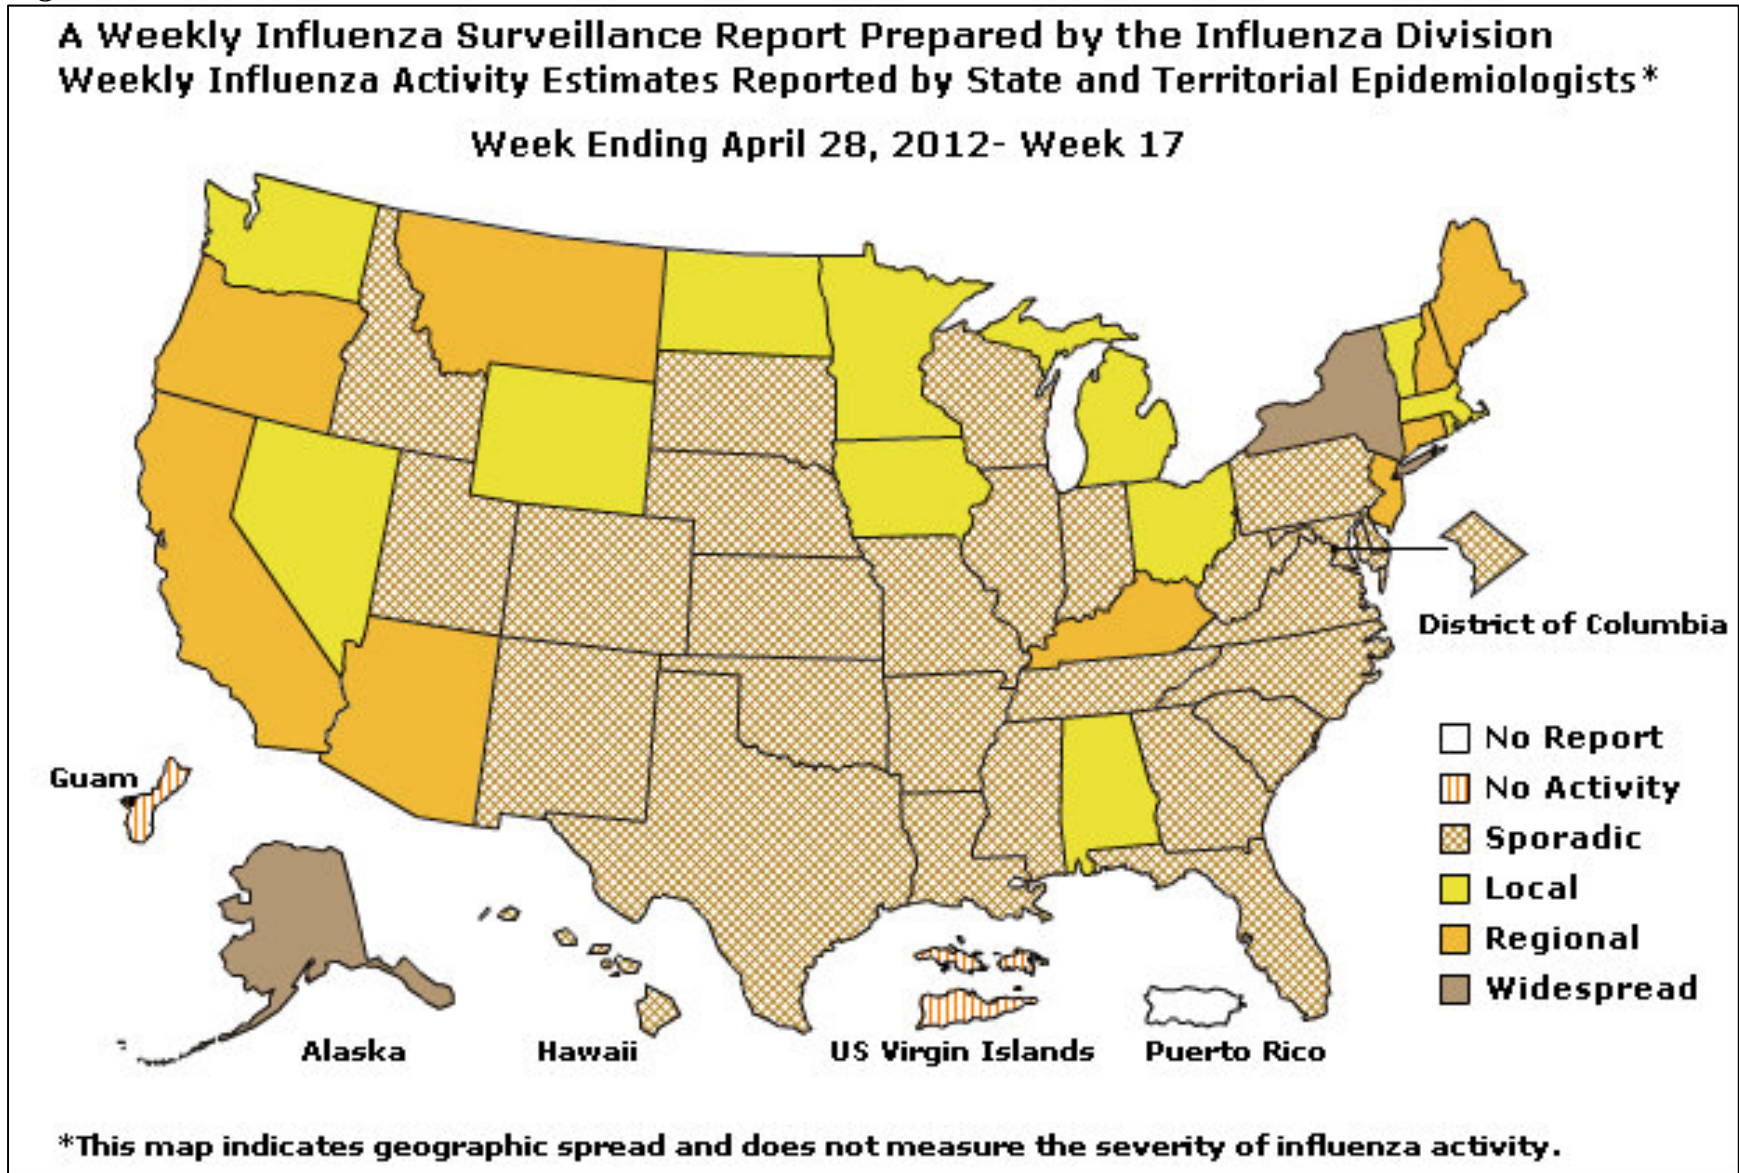 A Weekly Influenza Surveillance Report Prepared by the Influenza Division
Weekly Influenza Activity Estimates Reported by State and Territorial Epidemiologists*
Week Ending April 28, 2012- Week 17
District of Columbia
No Report
Guam
No Activity
Sporadic
Local
Regional
Widespread
Alaska
Hawaii
US Virgin Islands
Puerto Rico
*This map indicates geographic spread and does not measure the severity of influenza activity.